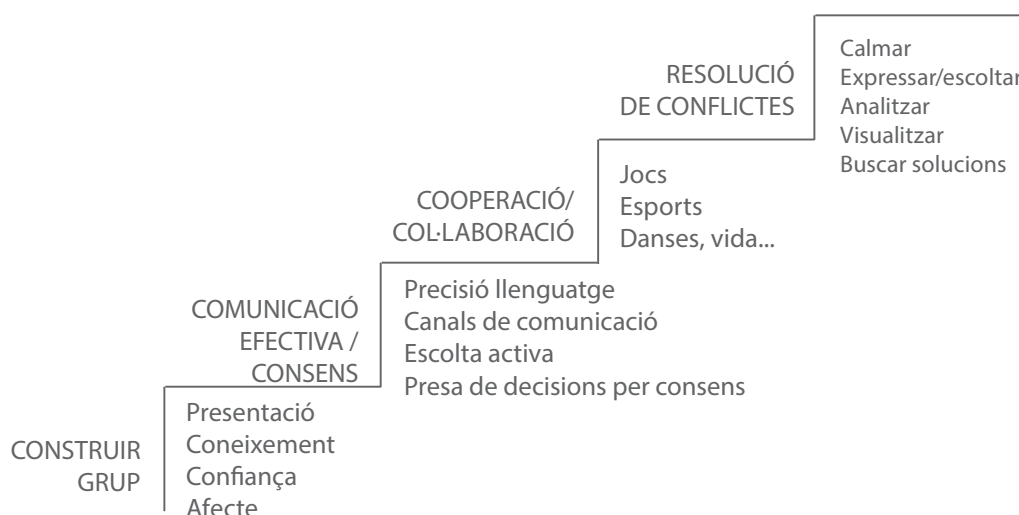 RESOLUCIÓ
DE CONFLICTES
Calmar
Expressar/escoltar
Analitzar
Visualitzar
Buscar solucions
COOPERACIÓ/
COL·LABORACIÓ
Jocs
Esports
Danses, vida...
COMUNICACIÓ
EFECTIVA /
CONSENS
Precisió llenguatge
Canals de comunicació
Escolta activa
Presa de decisions per consens
CONSTRUIR
GRUP
Presentació
Coneixement
Confiança
Afecte